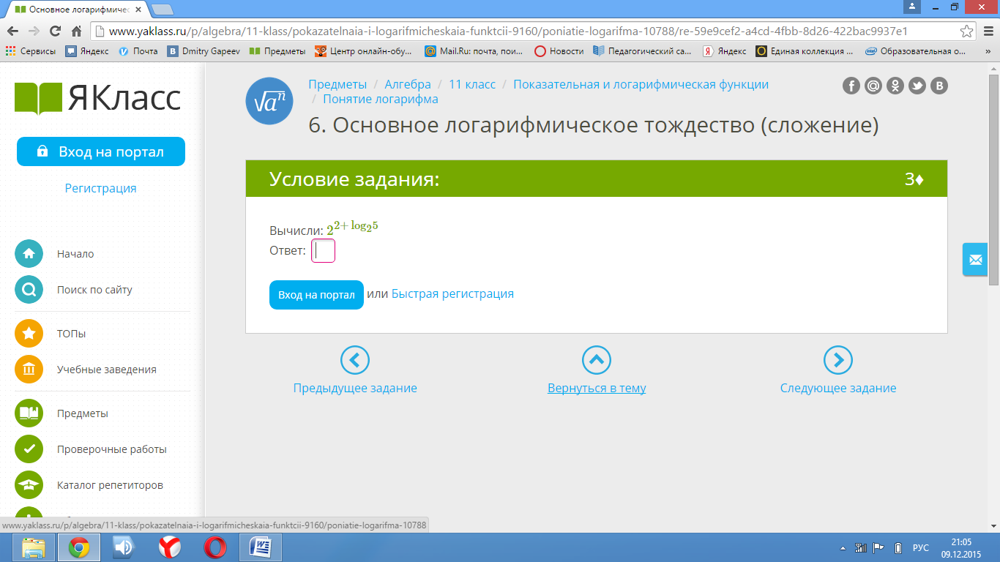 Основное логарифмичес
www.yaklass.ru/p/algebra/11-klass/pokazatelnaia-i-logarifmicheskaia-funktcii-9160/poniatie-logarifma-10788/re-59e9cef2-a4cd-4fbb-8d26-422bac9937e1
Сервисы Яндекс Почта Dmitry Gapeev Предметы Центр онлайн-обу... Mail.Ru: почта, пои... Новости Педагогический са... Яндекс Единая коллекция ... Образовательная о... »
ЯКласс
Вход на портал
Регистрация
Начало
Поиск по сайту
ТОПы
Учебные заведения
Предметы
Проверочные работы
Каталог репетиторов
Предметы / Алгебра / 11 класс / Показательная и логарифмическая функции
/ Понятие логарифма
6. Основное логарифмическое тождество (сложение)
Условие задания: 3♦
Вычисли: 2^{2+log_2 5}
Ответ:
Вход на портал или Быстрая регистрация
Предыдущее задание Вернуться в тему Следующее задание
www.yaklass.ru/p/algebra/11-klass/pokazatelnaia-i-logarifmicheskaia-funktcii-9160/poniatie-logarifma-10788
РУС 21:05
09.12.2015